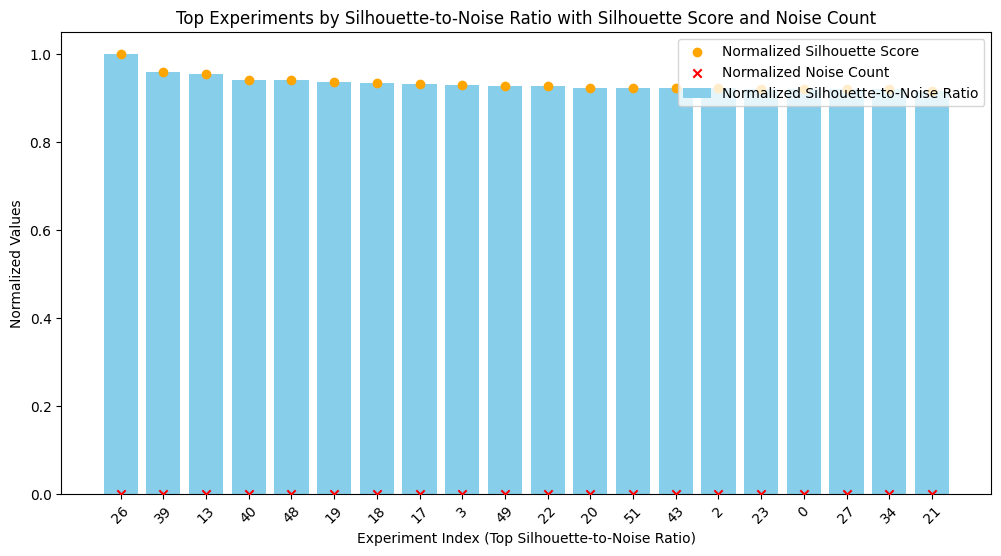 Top Experiments by Silhouette-to-Noise Ratio with Silhouette Score and Noise Count
Normalized Silhouette Score
Normalized Noise Count
Normalized Silhouette-to-Noise Ratio
Normalized Values
1.0
0.8
0.6
0.4
0.2
0.0
26 39 13 40 48 19 18 17 3 49 22 20 51 43 2 23 0 27 34 21
Experiment Index (Top Silhouette-to-Noise Ratio)